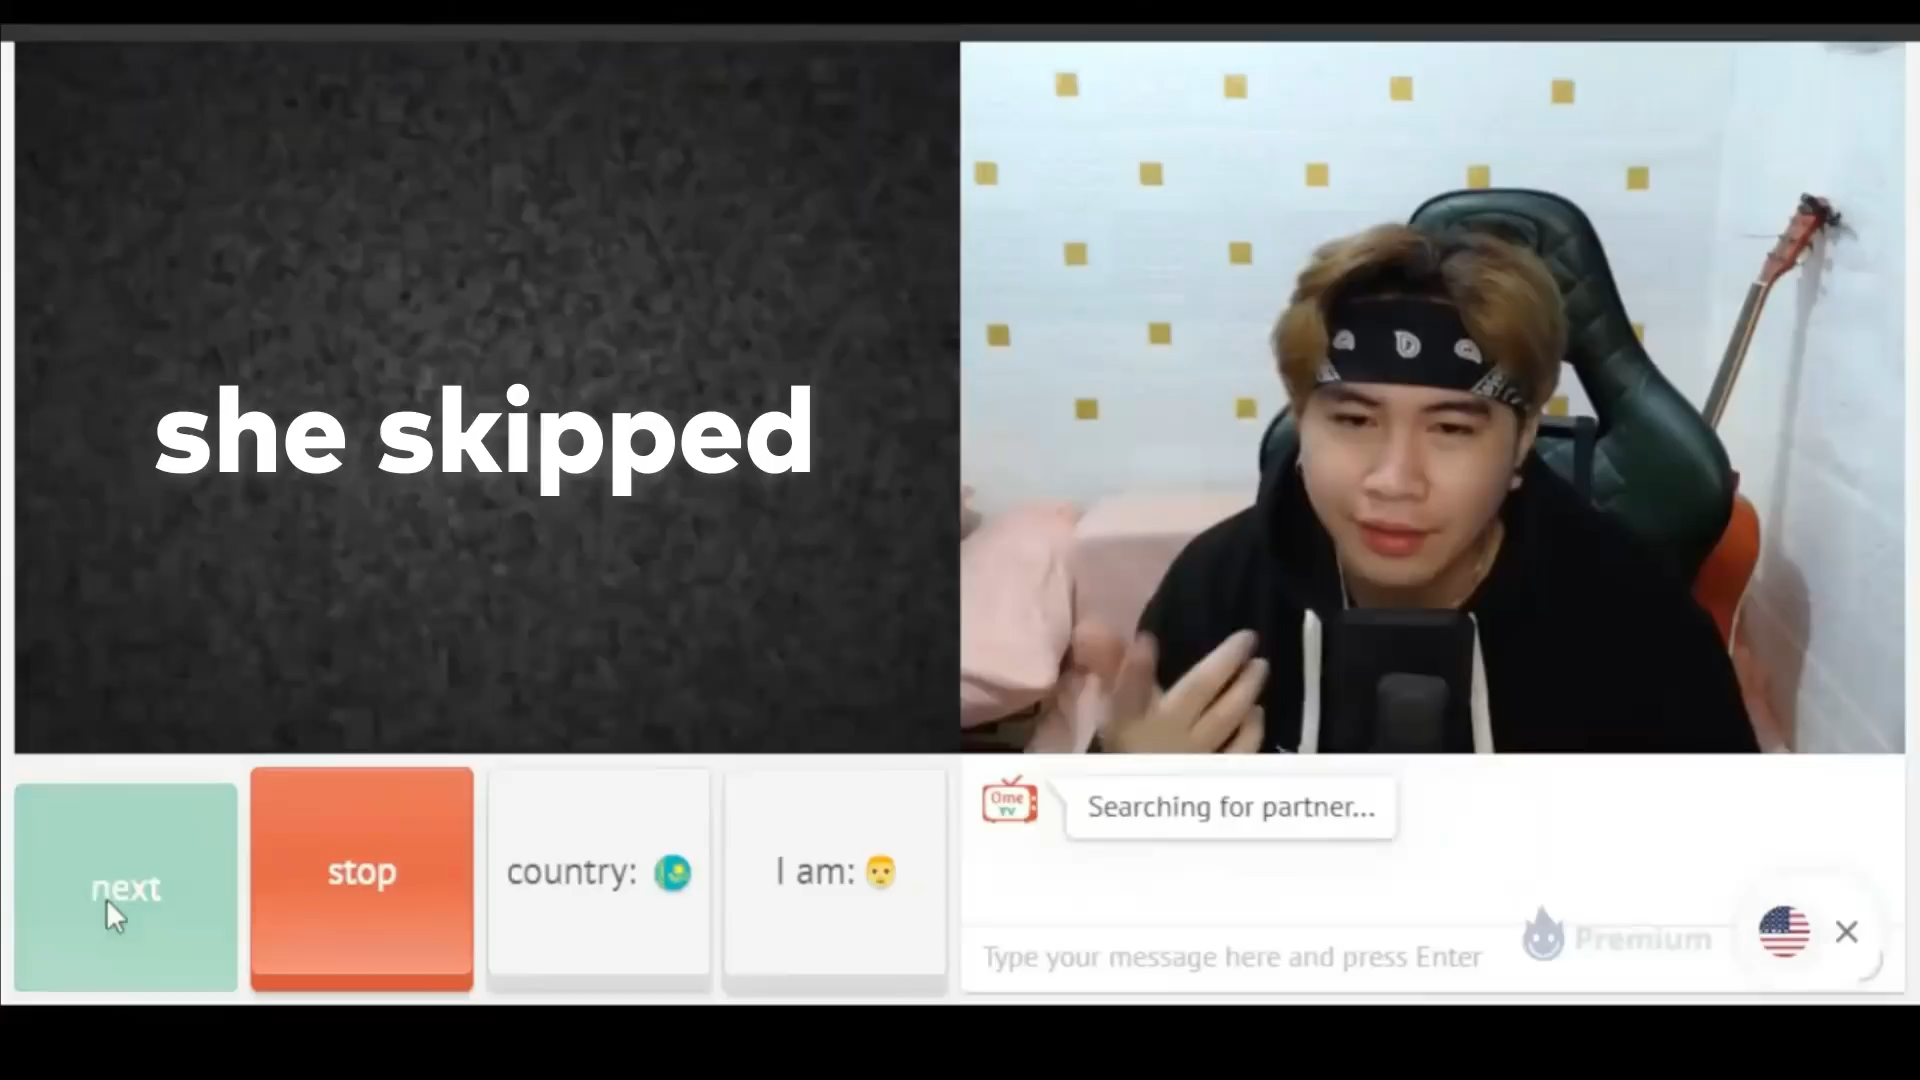 she skipped
next
stop
country:
I am:
Ome
TV
Searching for partner...
Premium
Type your message here and press Enter